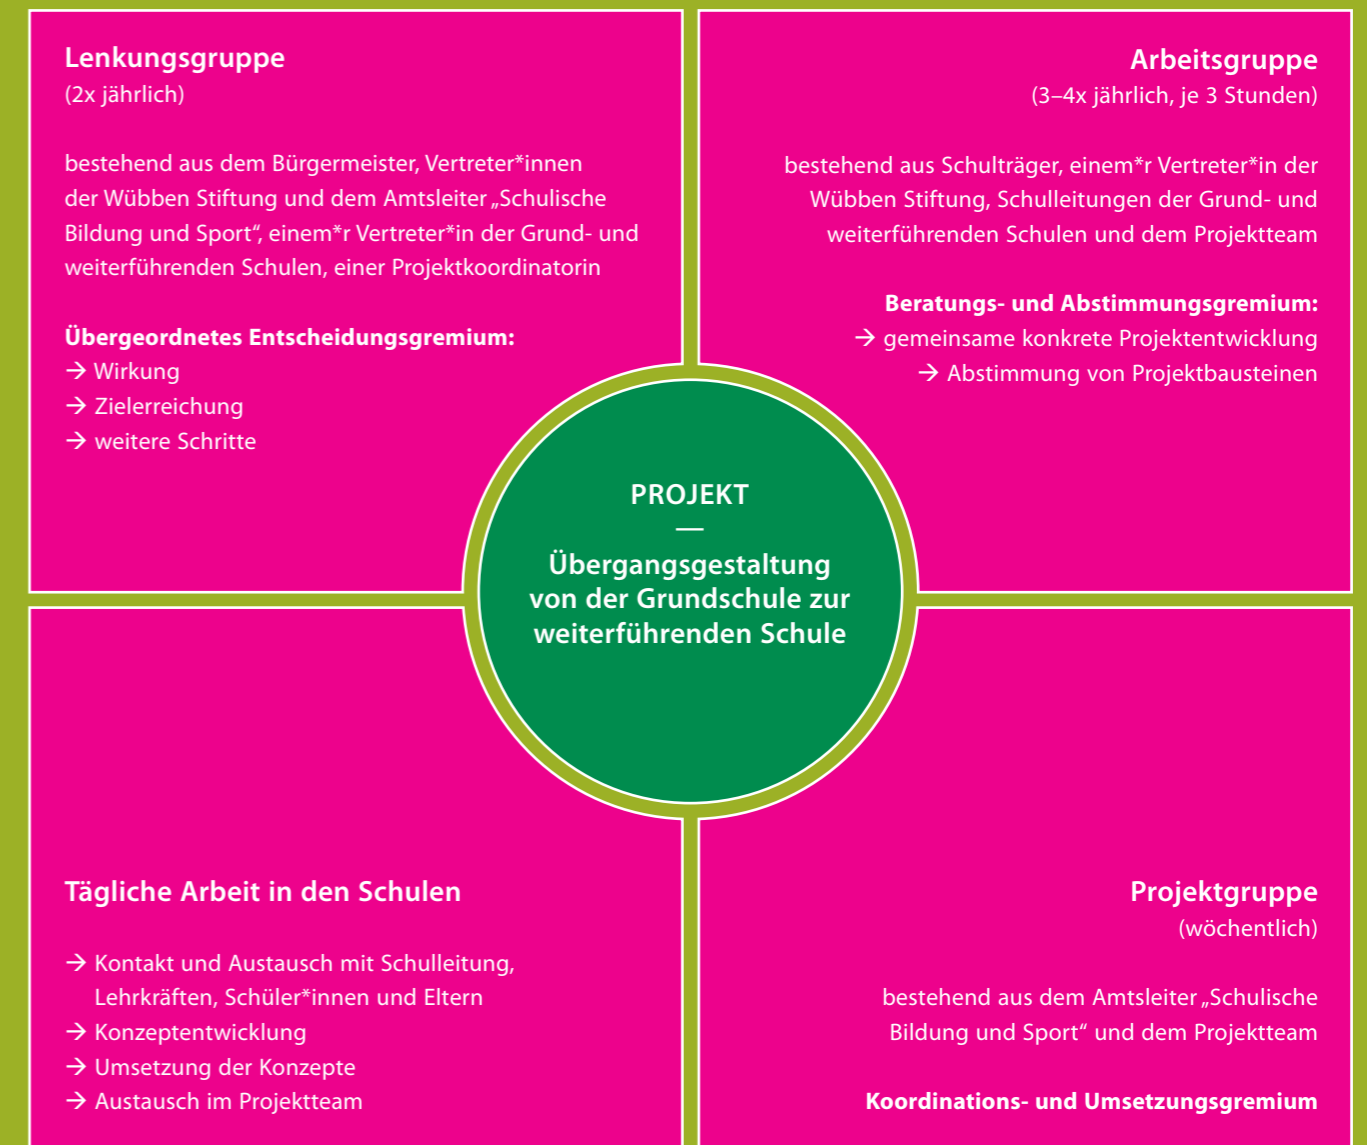 Lenkungsgruppe
(2x jährlich)
bestehend aus dem Bürgermeister, Vertreter*innen
der Wübben Stiftung und dem Amtsleiter „Schulische
Bildung und Sport“, einem*r Vertreter*in der Grund- und
weiterführenden Schulen, einer Projektkoordinatorin
Übergeordnetes Entscheidungsgremium:
→ Wirkung
→ Zielerreichung
→ weitere Schritte
Arbeitsgruppe
(3–4x jährlich, je 3 Stunden)
bestehend aus Schulträger, einem*r Vertreter*in der
Wübben Stiftung, Schulleitungen der Grund- und
weiterführenden Schulen und dem Projektteam
Beratungs- und Abstimmungsgremium:
→ gemeinsame konkrete Projektentwicklung
→ Abstimmung von Projektbausteinen
PROJEKT
—
Übergangsgestaltung
von der Grundschule zur
weiterführenden Schule
Tägliche Arbeit in den Schulen
→ Kontakt und Austausch mit Schulleitung,
Lehrkräften, Schüler*innen und Eltern
→ Konzeptentwicklung
→ Umsetzung der Konzepte
→ Austausch im Projektteam
Projektgruppe
(wöchentlich)
bestehend aus dem Amtsleiter „Schulische
Bildung und Sport“ und dem Projektteam
Koordinations- und Umsetzungsgremium